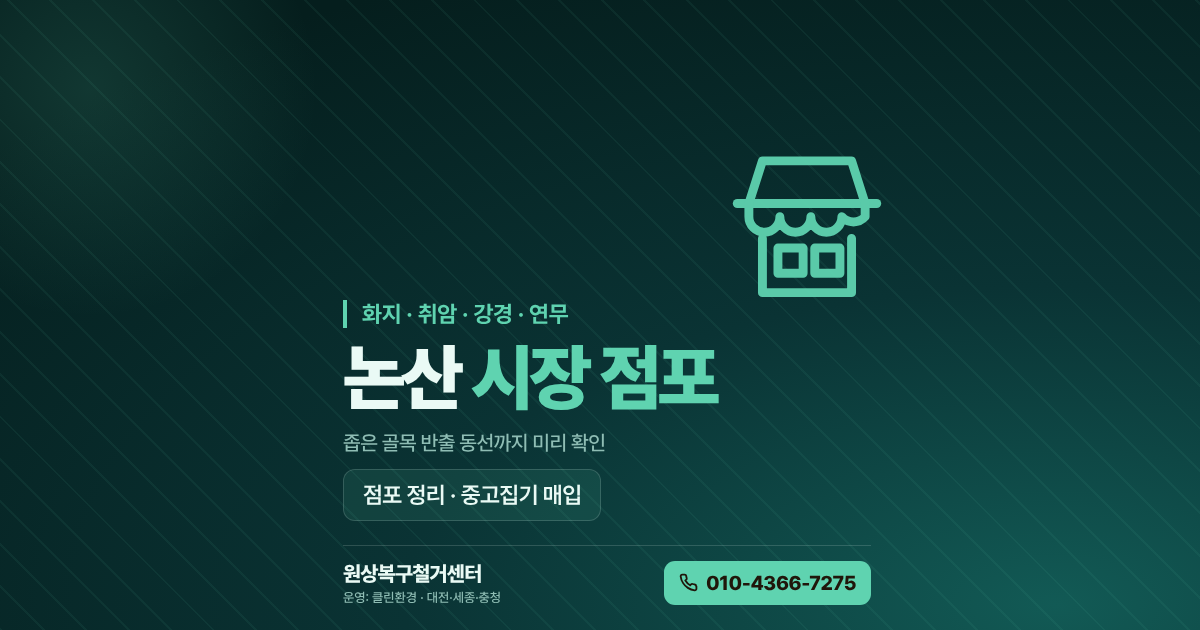 화지 · 취암 · 강경 · 연무
논산 시장 점포
좁은 골목 반출 동선까지 미리 확인
점포 정리 · 중고집기 매입
원상복구철거센터
운영: 클린환경 · 대전·세종·충청
010-4366-7275